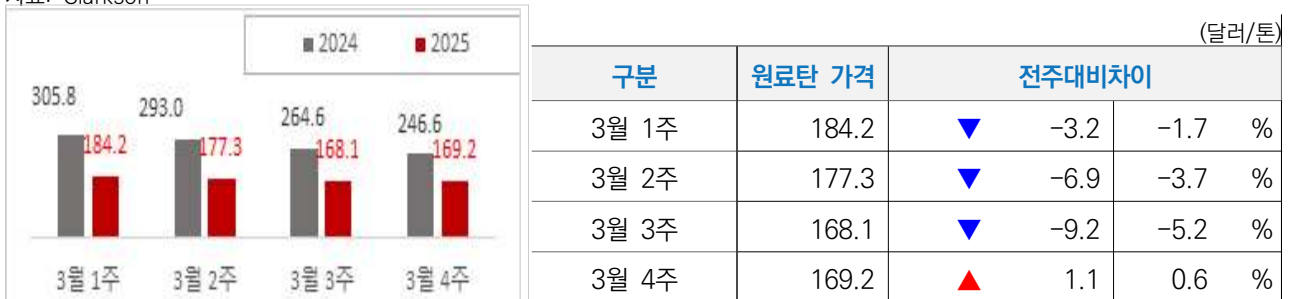 자료: Clarkson
■ 2024 ■ 2025
305.8 293.0 264.6 246.6
184.2 177.3 168.1 169.2
3월 1주 3월 2주 3월 3주 3월 4주
(달러/톤)
구분 원료탄 가격 전주대비차이
3월 1주 184.2 ▼ -3.2 -1.7 %
3월 2주 177.3 ▼ -6.9 -3.7 %
3월 3주 168.1 ▼ -9.2 -5.2 %
3월 4주 169.2 ▲ 1.1 0.6 %